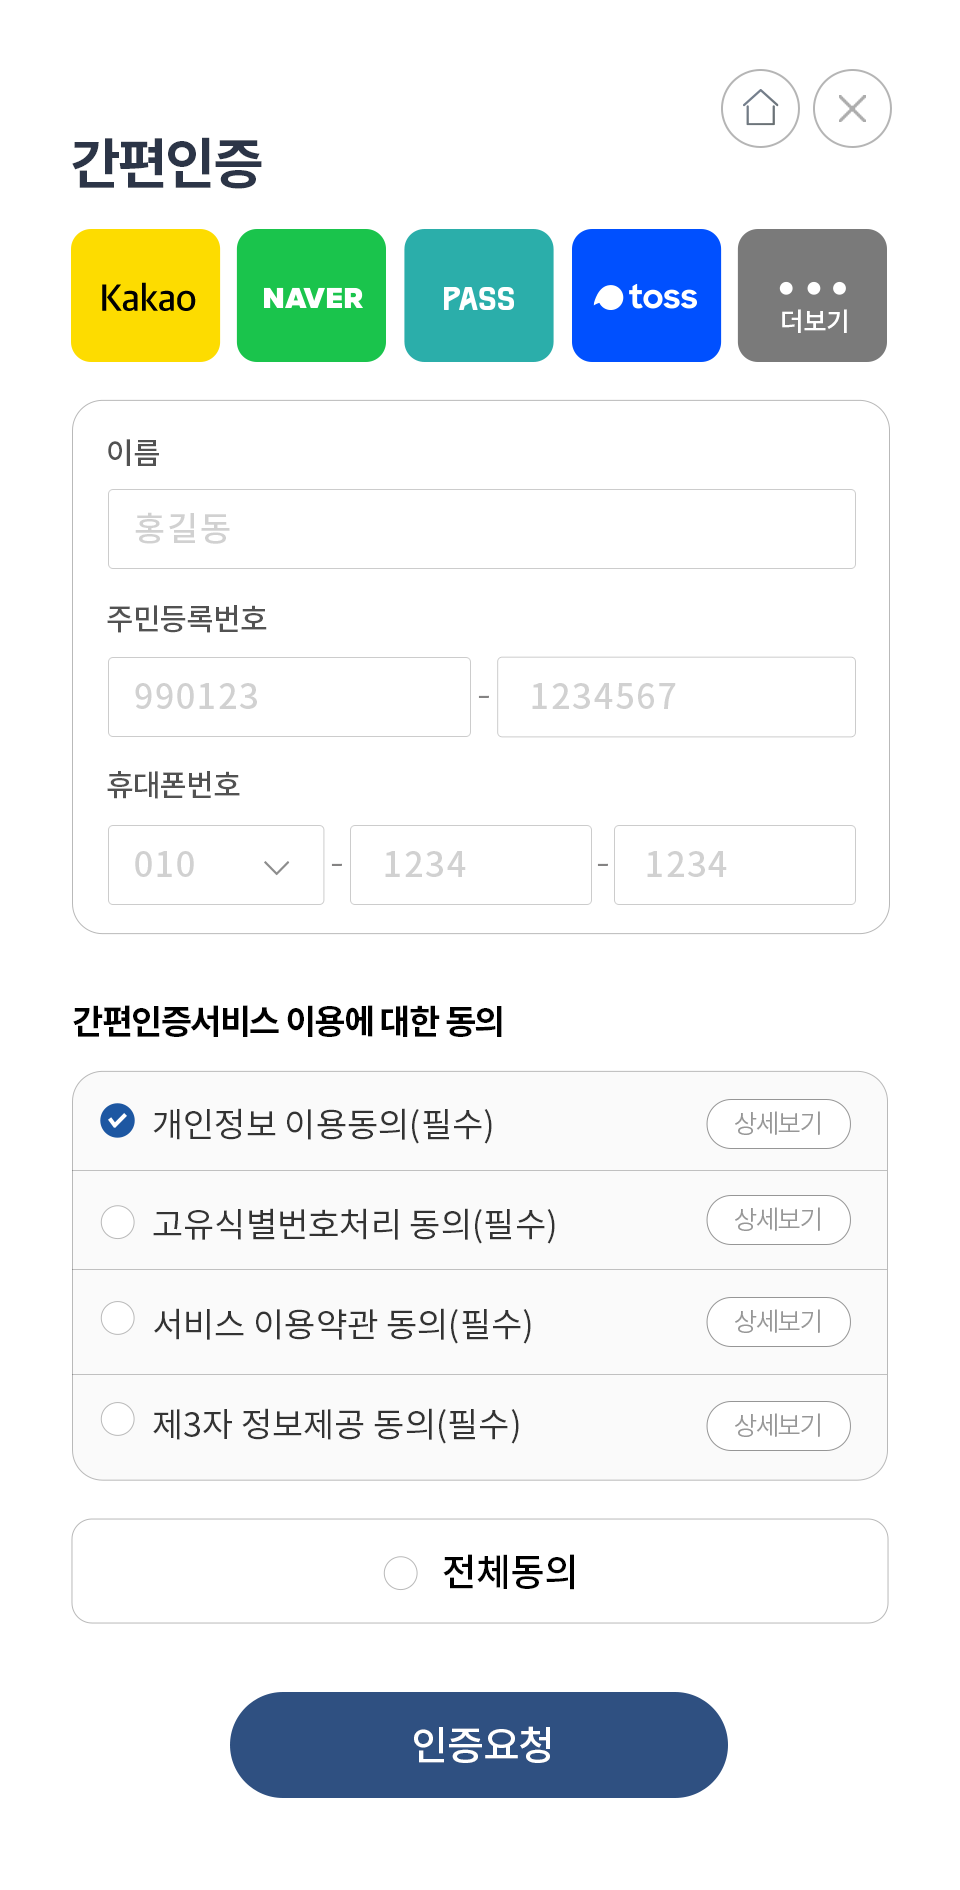 간편인증
Kakao NAVER PASS toss 더보기
이름
홍길동
주민등록번호
990123 - 1234567
휴대폰번호
010 - 1234 - 1234
간편인증서비스 이용에 대한 동의
개인정보 이용동의(필수) 상세보기
고유식별번호처리 동의(필수) 상세보기
서비스 이용약관 동의(필수) 상세보기
제3자 정보제공 동의(필수) 상세보기
전체동의
인증요청